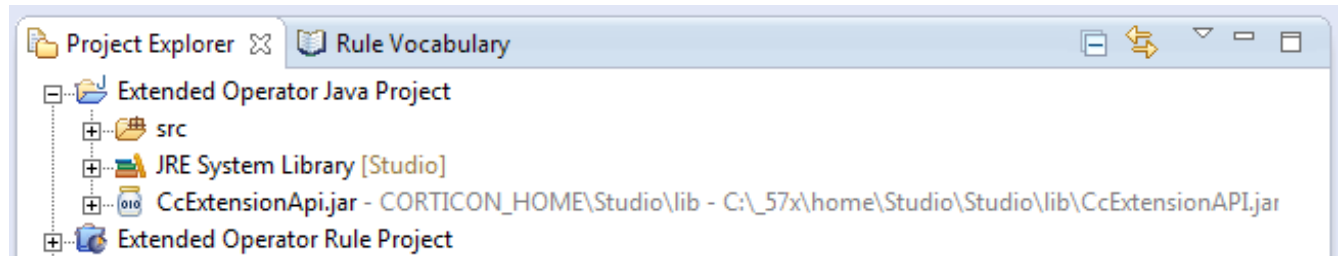 Project Explorer Rule Vocabulary
Extended Operator Java Project
src
JRE System Library [Studio]
CcExtensionApi.jar - CORTICON_HOME\Studio\lib - C:\_57x\home\Studio\Studio\lib\CcExtensionAPI.jar
Extended Operator Rule Project